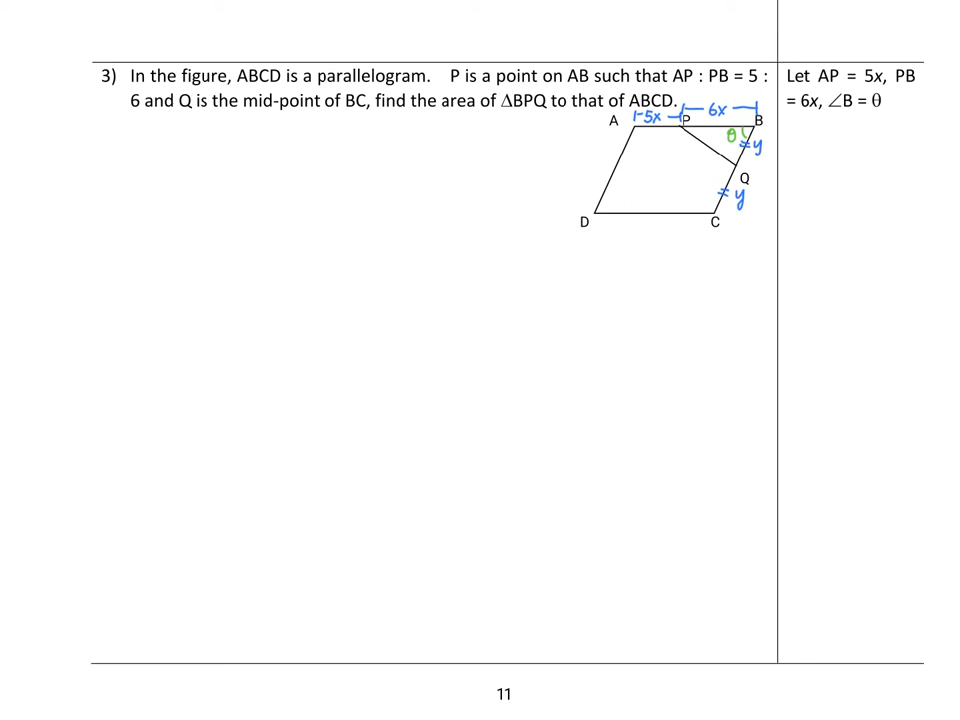 3) In the figure, ABCD is a parallelogram. P is a point on AB such that AP : PB = 5 :
6 and Q is the mid-point of BC, find the area of ∆BPQ to that of ABCD.
Let AP = 5x, PB
= 6x, ∠B = θ
A 5x P 6x B
θ y
Q
y
D C
11